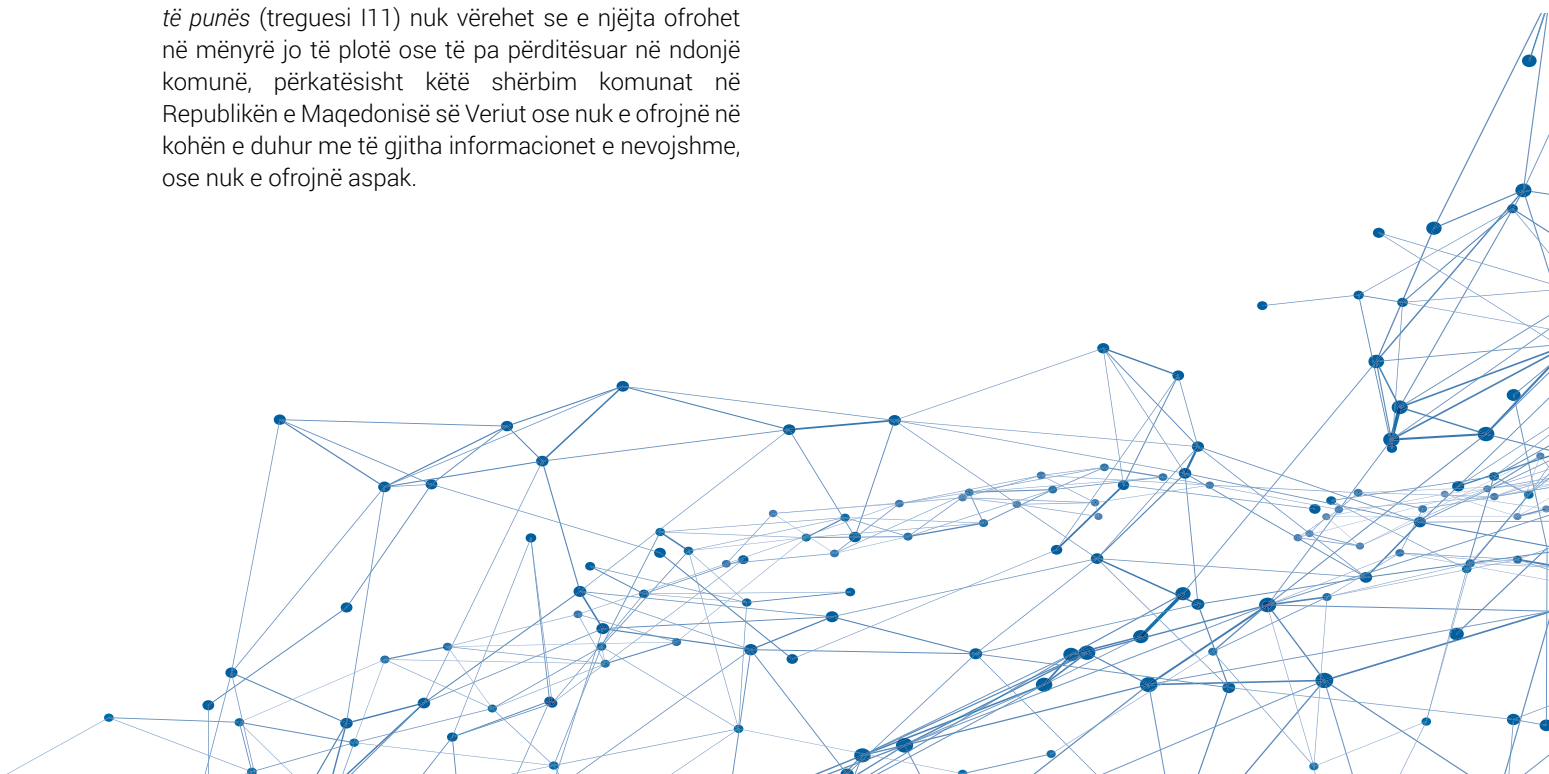 të punës (treguesi I11) nuk vërehet se e njëjta ofrohet
në mënyrë jo të plotë ose të pa përditësuar në ndonjë
komunë, përkatësisht këtë shërbim komunat në
Republikën e Maqedonisë së Veriut ose nuk e ofrojnë në
kohën e duhur me të gjitha informacionet e nevojshme,
ose nuk e ofrojnë aspak.